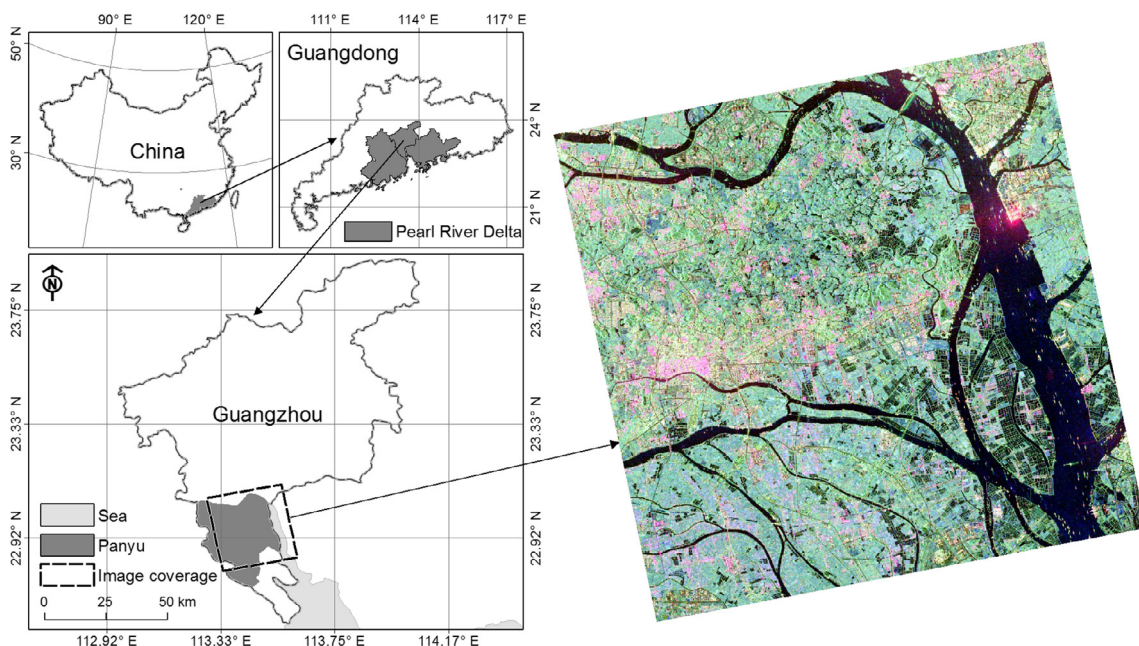 90° E 120° E
50° N
30° N
China
111° E 114° E 117° E
Guangdong
24° N
21° N
Pearl River Delta
N
23.75° N 23.75° N
Guangzhou
23.33° N 23.33° N
22.92° N 22.92° N
Sea
Panyu
Image coverage
0 25 50 km
112.92° E 113.33° E 113.75° E 114.17° E